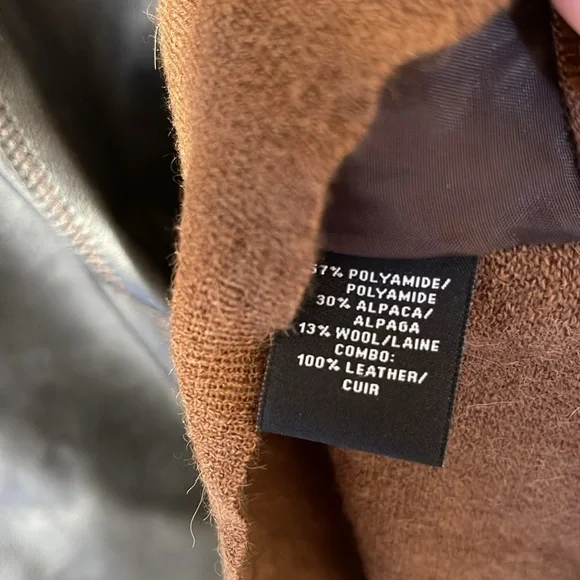 57% POLYAMIDE/
POLYAMIDE
30% ALPACA/
ALPAGA
13% WOOL/LAINE
COMBO:
100% LEATHER/
CUIR